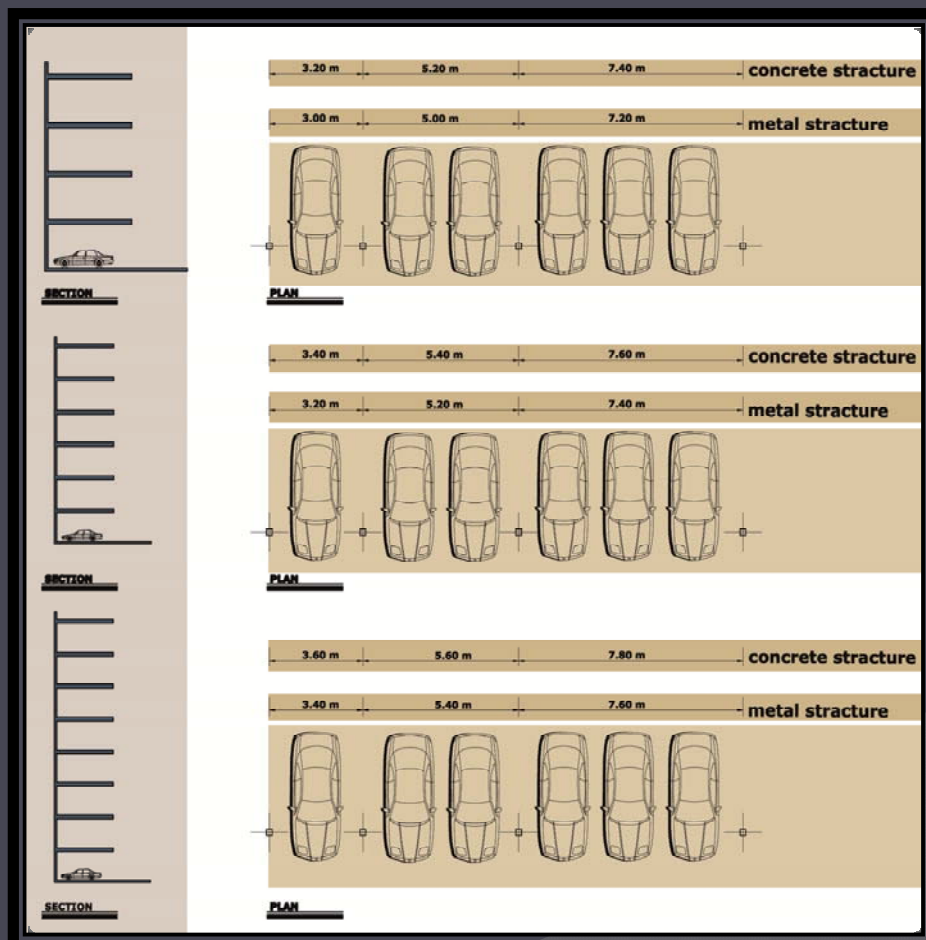 3.20 m 5.20 m 7.40 m concrete stracture
3.00 m 5.00 m 7.20 m metal stracture
SECTION PLAN
3.40 m 5.40 m 7.60 m concrete stracture
3.20 m 5.20 m 7.40 m metal stracture
SECTION PLAN
3.60 m 5.60 m 7.80 m concrete stracture
3.40 m 5.40 m 7.60 m metal stracture
SECTION PLAN